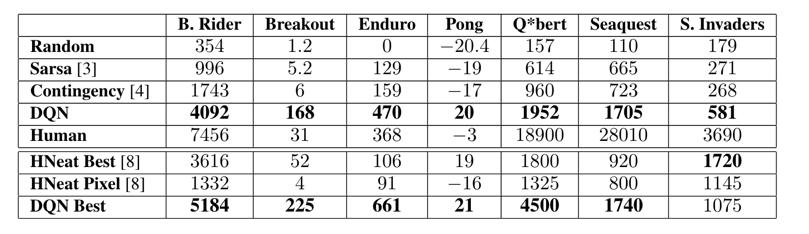 B. Rider Breakout Enduro Pong Q*bert Seaquest S. Invaders
Random 354 1.2 0 −20.4 157 110 179
Sarsa [3] 996 5.2 129 −19 614 665 271
Contingency [4] 1743 6 159 −17 960 723 268
DQN 4092 168 470 20 1952 1705 581
Human 7456 31 368 −3 18900 28010 3690
HNeat Best [8] 3616 52 106 19 1800 920 1720
HNeat Pixel [8] 1332 4 91 −16 1325 800 1145
DQN Best 5184 225 661 21 4500 1740 1075